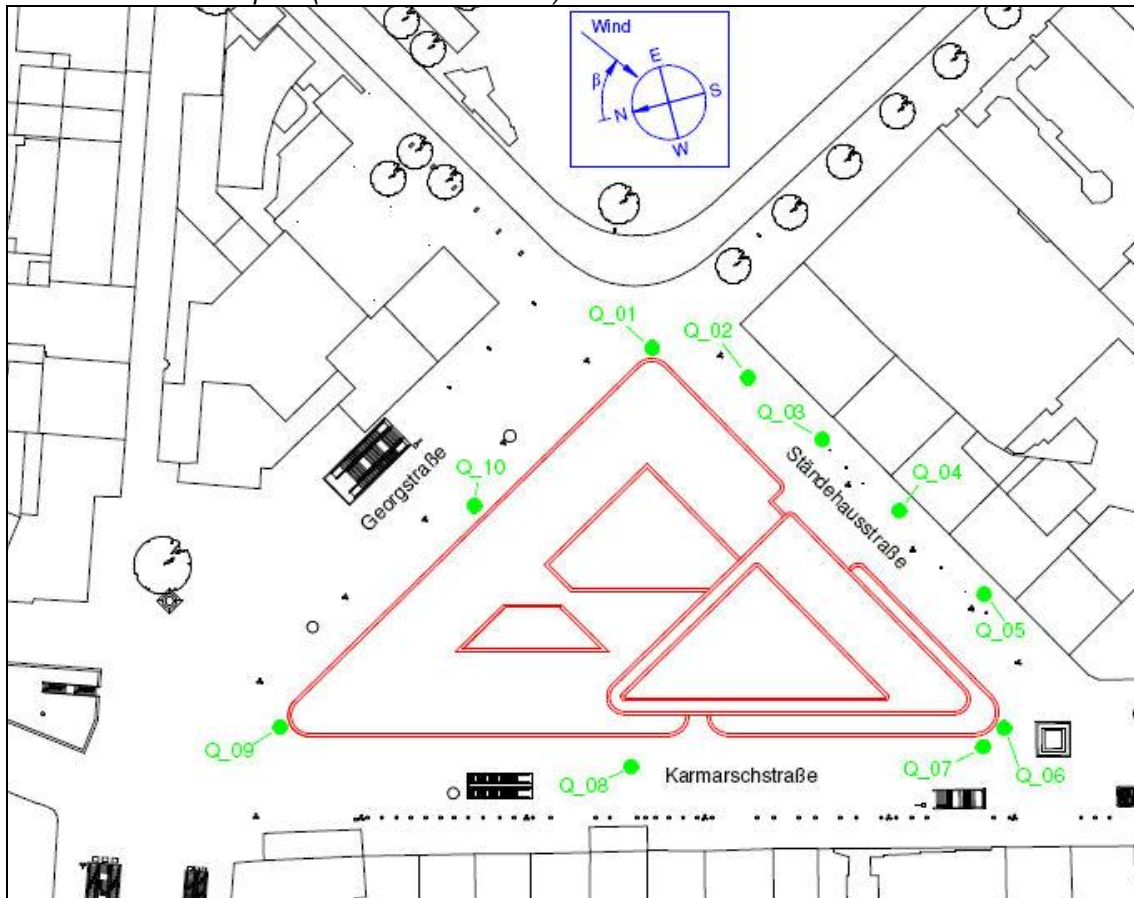 Wind
E
β
S
N
W
Q_01
Q_02
Q_03
Ständehausstraße
Q_04
Q_10
Georgstraße
Q_05
Q_09
Q_08
Karmarschstraße
Q_07
Q_06